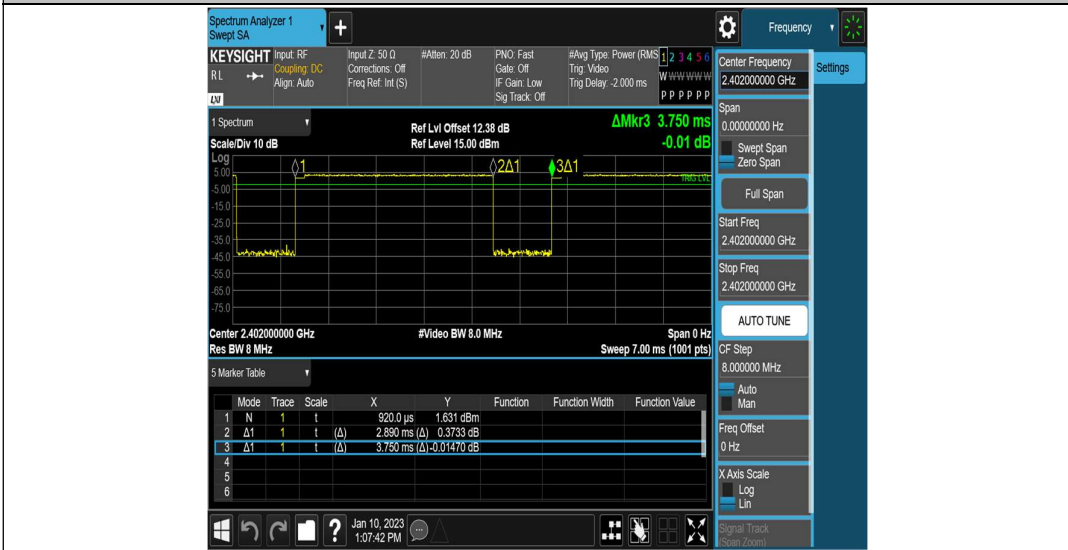 Spectrum Analyzer 1
Swept SA
Frequency
KEYSIGHT
RL
LXI
Input: RF
Coupling: DC
Align: Auto
Input Z: 50 Ω
Corrections: Off
Freq Ref: Int (S)
#Atten: 20 dB
PNO: Fast
Gate: Off
IF Gain: Low
Sig Track: Off
#Avg Type: Power (RMS
Trig: Video
Trig Delay: -2.000 ms
1 2 3 4 5 6
W W W W W W
P P P P P P
1 Spectrum
Scale/Div 10 dB
Ref Lvl Offset 12.38 dB
Ref Level 15.00 dBm
ΔMkr3 3.750 ms
-0.01 dB
Log
1
2Δ1
3Δ1
TRIG LVL
5.00
-5.00
-15.0
-25.0
-35.0
-45.0
-55.0
-65.0
-75.0
Center 2.402000000 GHz
#Video BW 8.0 MHz
Span 0 Hz
Res BW 8 MHz
Sweep 7.00 ms (1001 pts)
5 Marker Table
Mode Trace Scale X Y Function Function Width Function Value
1 N 1 t 920.0 µs 1.631 dBm
2 Δ1 1 t (Δ) 2.890 ms (Δ) 0.3733 dB
3 Δ1 1 t (Δ) 3.750 ms (Δ) -0.01470 dB
4
5
6
?
Jan 10, 2023
1:07:42 PM
Center Frequency
2.402000000 GHz
Settings
Span
0.00000000 Hz
Swept Span
Zero Span
Full Span
Start Freq
2.402000000 GHz
Stop Freq
2.402000000 GHz
AUTO TUNE
CF Step
8.000000 MHz
Auto
Man
Freq Offset
0 Hz
X Axis Scale
Log
Lin
Signal Track
(Span Zoom)